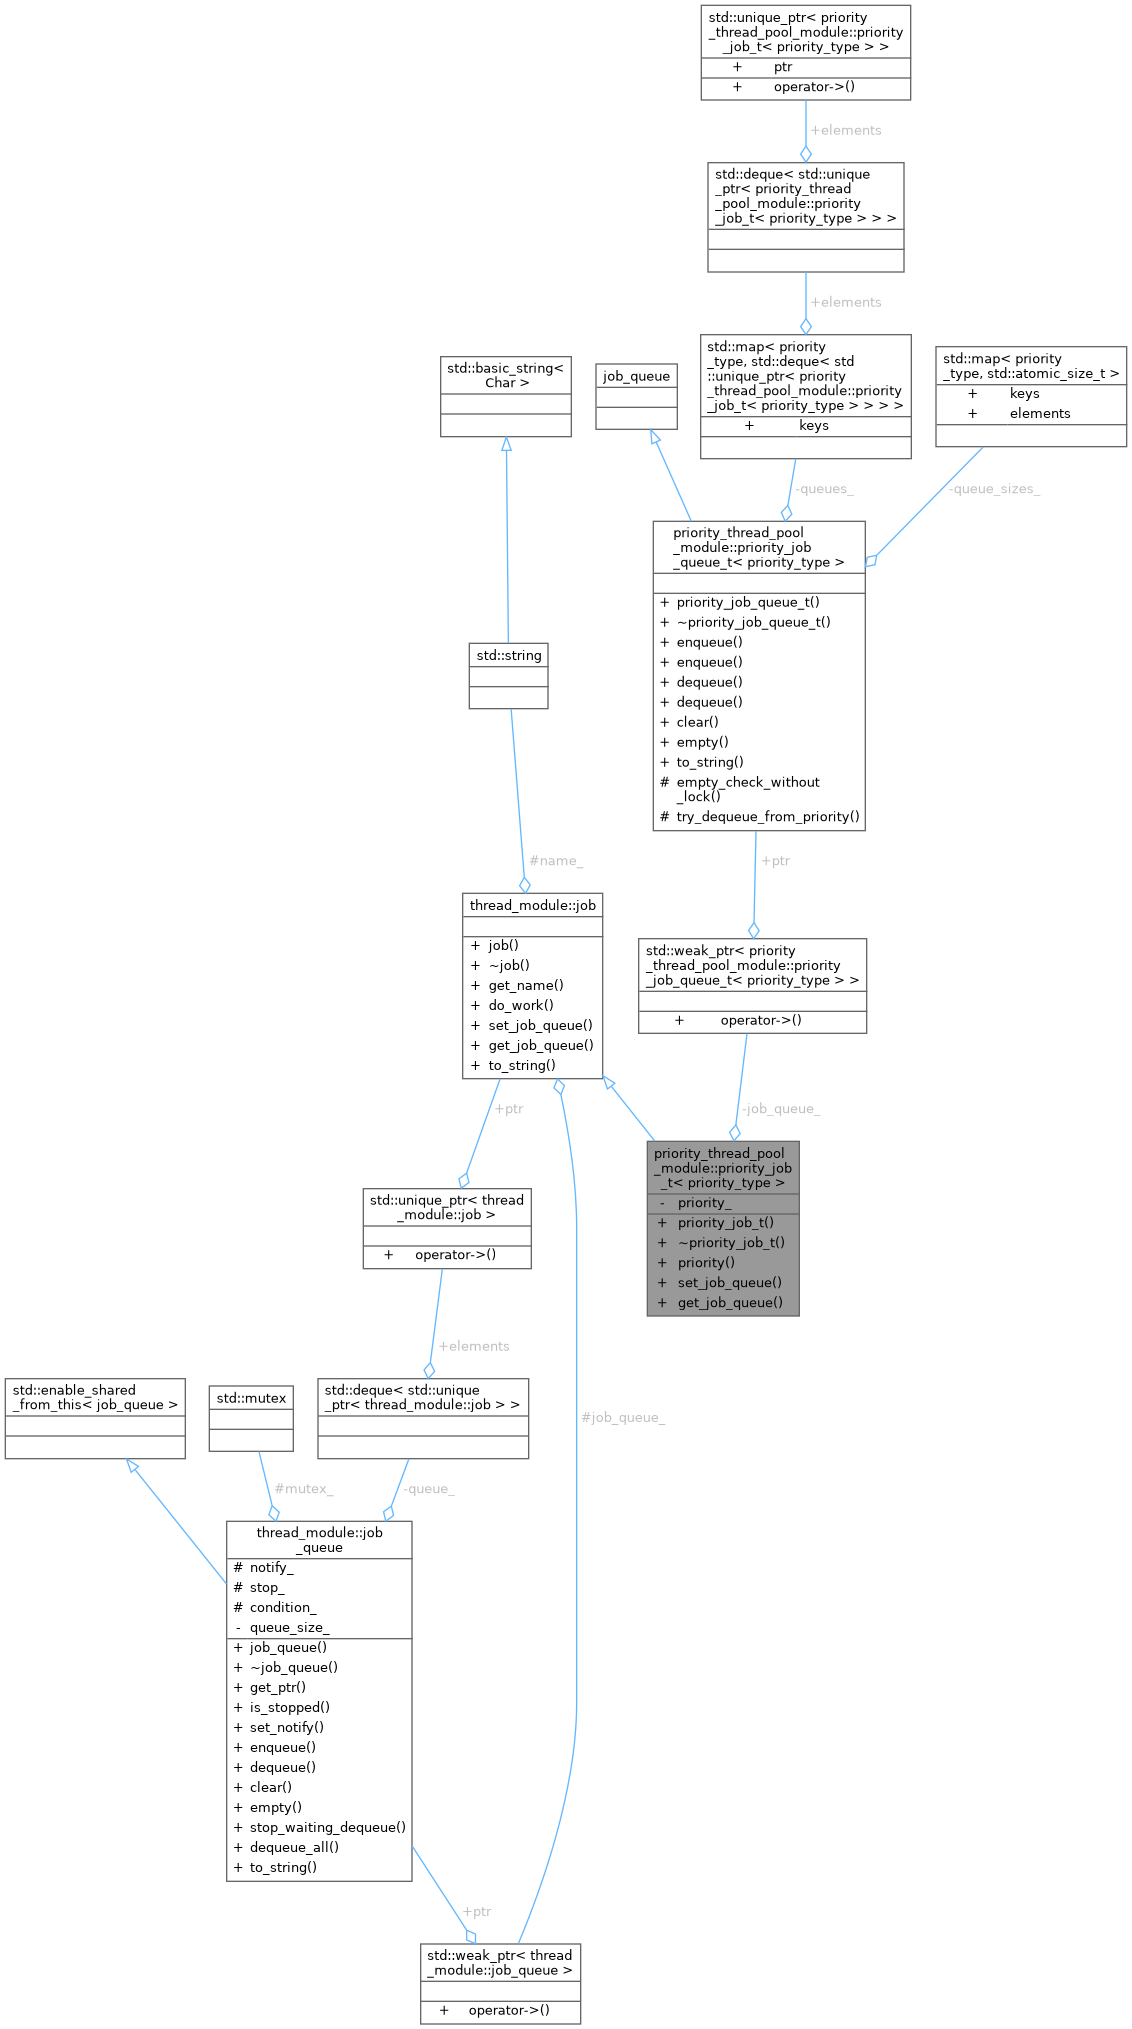 std::unique_ptr< priority
_thread_pool_module::priority
_job_t< priority_type > >
+ ptr
+ operator->()
+elements
std::deque< std::unique
_ptr< priority_thread
_pool_module::priority
_job_t< priority_type > > >
+elements
std::map< priority
_type, std::deque< std
::unique_ptr< priority
_thread_pool_module::priority
_job_t< priority_type > > > >
+ keys
std::map< priority
_type, std::atomic_size_t >
+ keys
+ elements
std::basic_string<
Char >
job_queue
-queues_
-queue_sizes_
priority_thread_pool
_module::priority_job
_queue_t< priority_type >
+ priority_job_queue_t()
+ ~priority_job_queue_t()
+ enqueue()
+ enqueue()
+ dequeue()
+ dequeue()
+ clear()
+ empty()
+ to_string()
# empty_check_without
_lock()
# try_dequeue_from_priority()
std::string
#name_
+ptr
thread_module::job
+ job()
+ ~job()
+ get_name()
+ do_work()
+ set_job_queue()
+ get_job_queue()
+ to_string()
std::weak_ptr< priority
_thread_pool_module::priority
_job_queue_t< priority_type > >
+ operator->()
+ptr
-job_queue_
priority_thread_pool
_module::priority_job
_t< priority_type >
- priority_
+ priority_job_t()
+ ~priority_job_t()
+ priority()
+ set_job_queue()
+ get_job_queue()
std::unique_ptr< thread
_module::job >
+ operator->()
+elements
std::enable_shared
_from_this< job_queue >
std::mutex
std::deque< std::unique
_ptr< thread_module::job > >
#job_queue_
#mutex_
-queue_
thread_module::job
_queue
# notify_
# stop_
# condition_
- queue_size_
+ job_queue()
+ ~job_queue()
+ get_ptr()
+ is_stopped()
+ set_notify()
+ enqueue()
+ dequeue()
+ clear()
+ empty()
+ stop_waiting_dequeue()
+ dequeue_all()
+ to_string()
+ptr
std::weak_ptr< thread
_module::job_queue >
+ operator->()